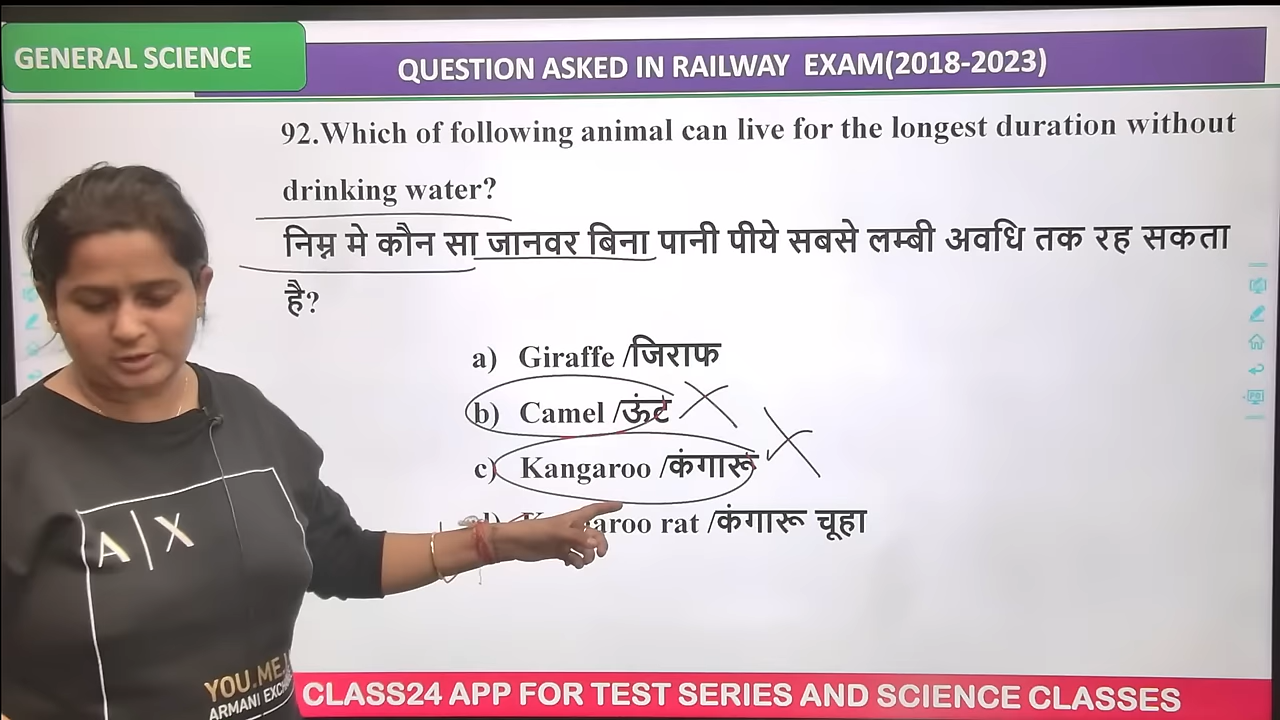 GENERAL SCIENCE
QUESTION ASKED IN RAILWAY EXAM(2018-2023)
92.Which of following animal can live for the longest duration without
drinking water?
निम्न मे कौन सा जानवर बिना पानी पीये सबसे लम्बी अवधि तक रह सकता
है?
a) Giraffe /जिराफ
b) Camel /ऊंट
c) Kangaroo /कंगारू
rat /कंगारू चूहा
A|X
YOU.ME.
ARMANI
CLASS24 APP FOR TEST SERIES AND SCIENCE CLASSES